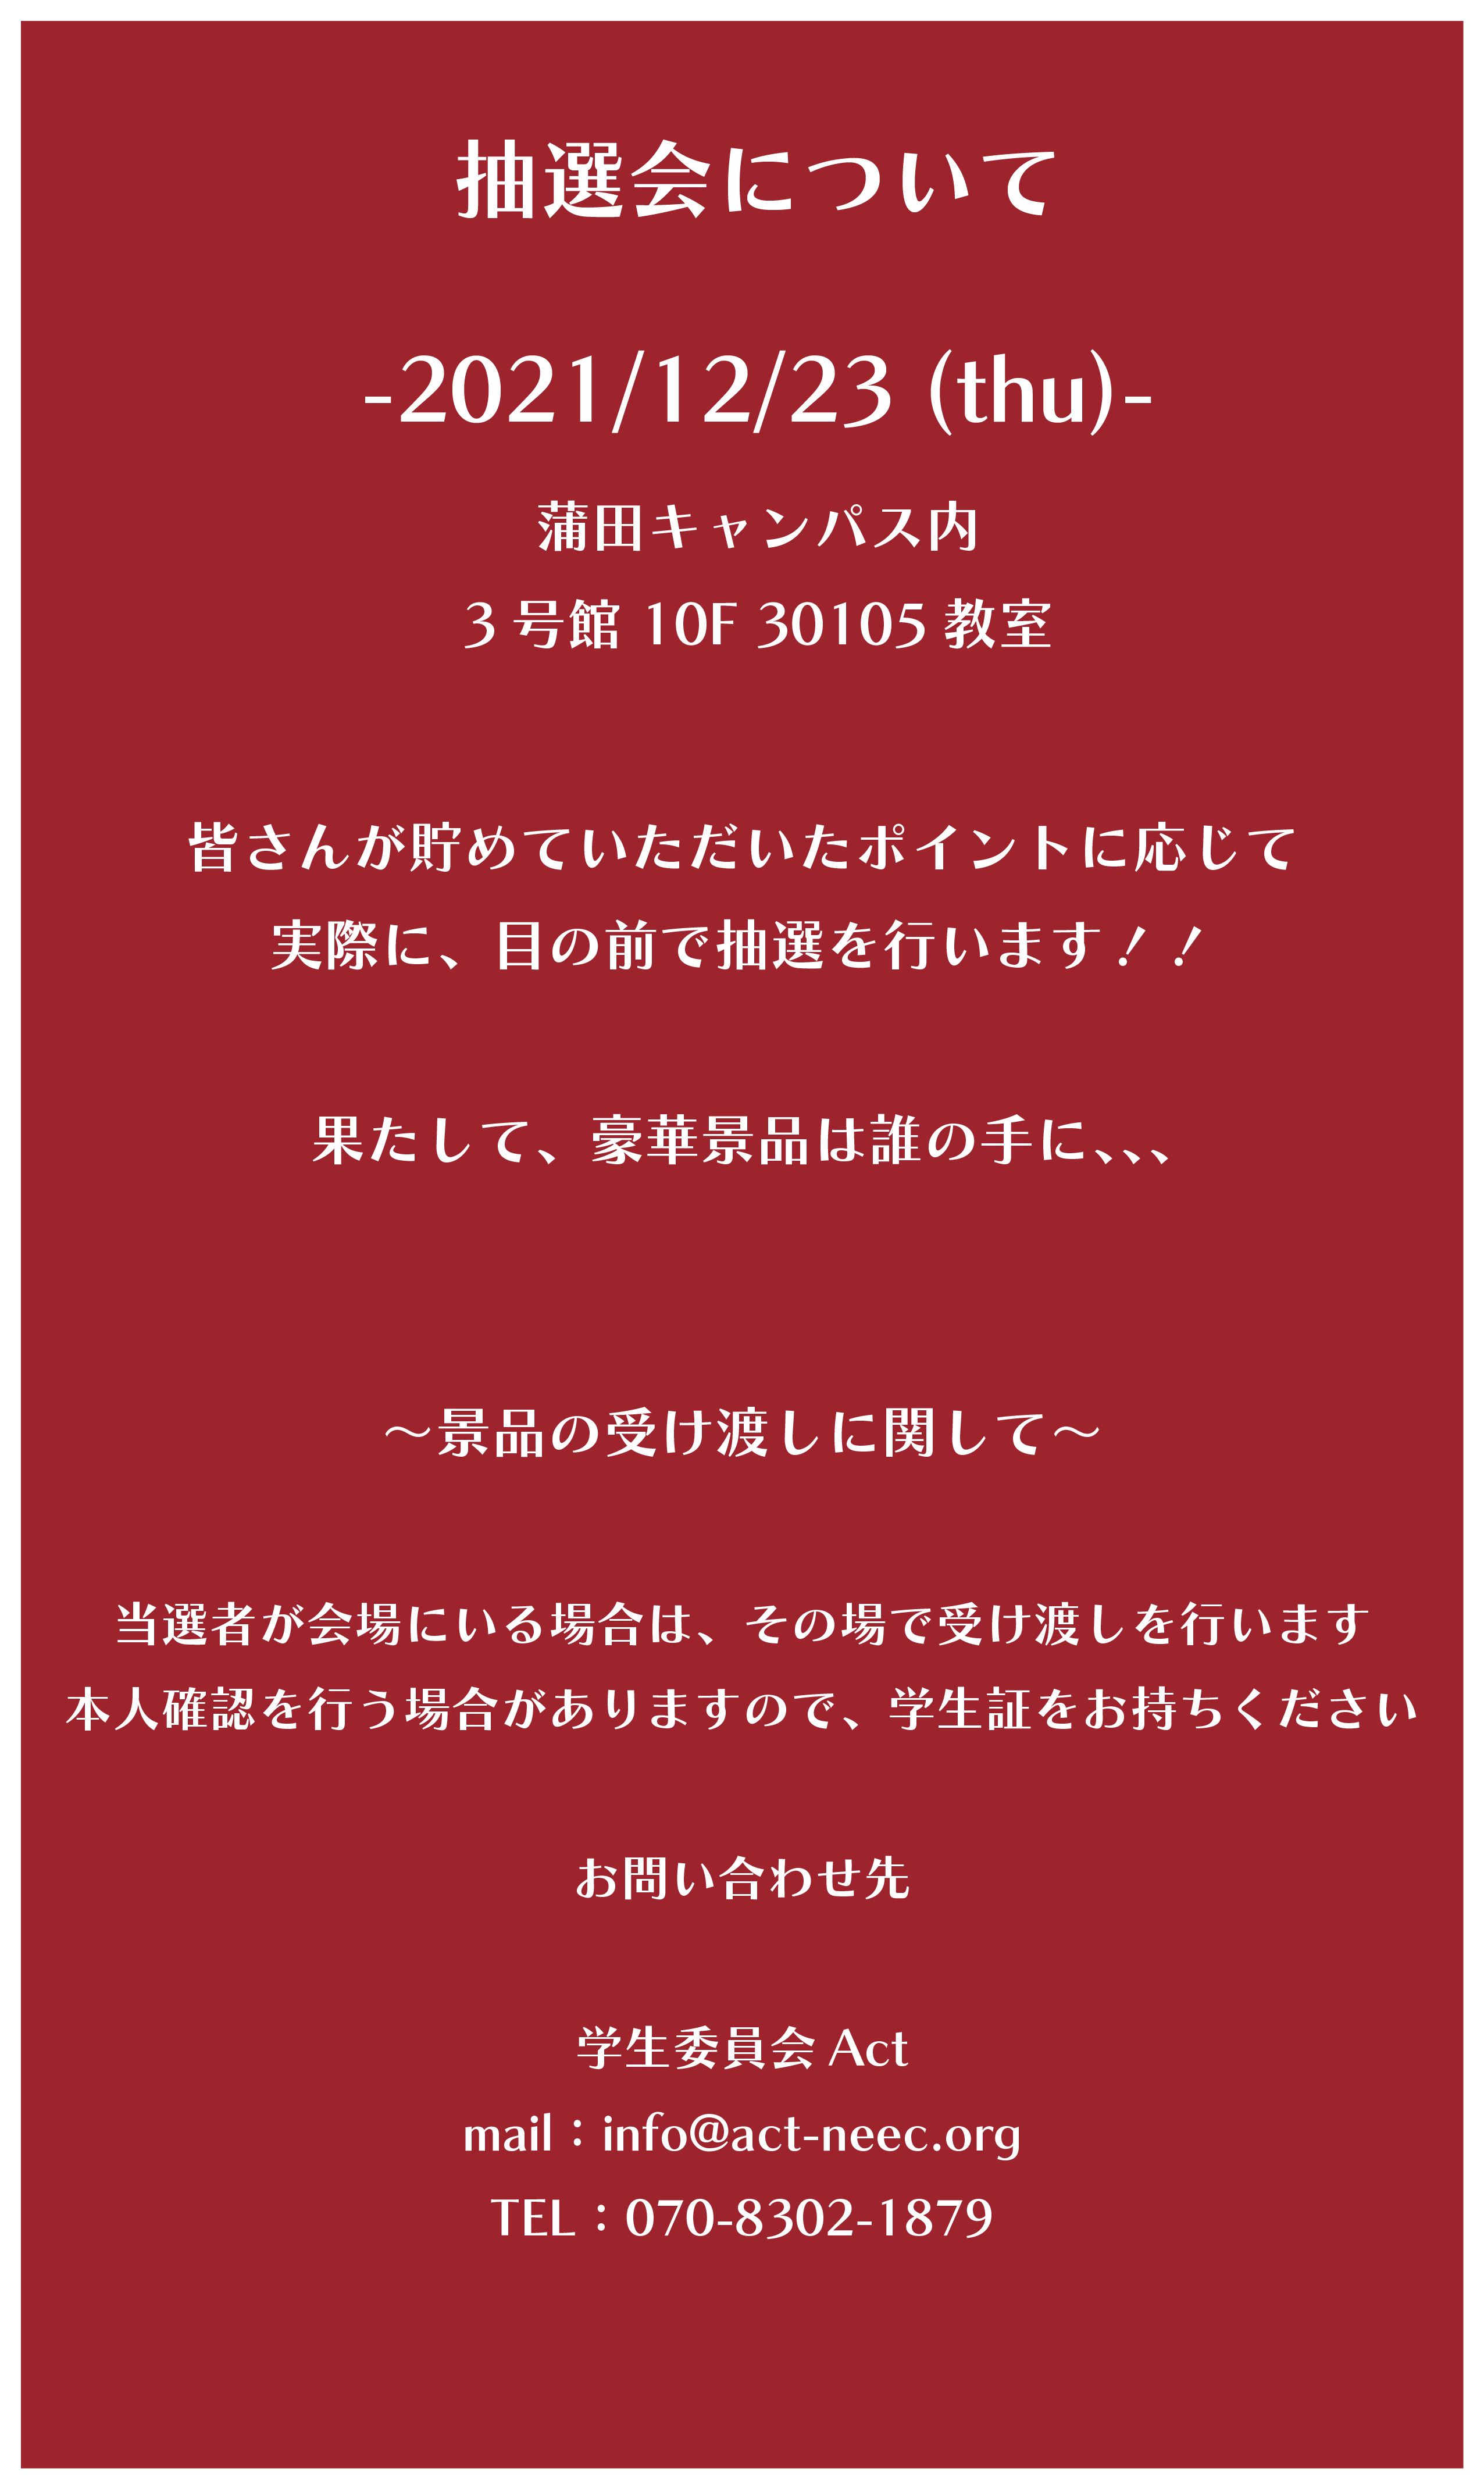 抽選会について
-2021/12/23 (thu)-
蒲田キャンパス内
3号館 10F 30105教室
皆さんが貯めていただいたポイントに応じて
実際に、目の前で抽選を行います！！
果たして、豪華景品は誰の手に、、、
〜景品の受け渡しに関して〜
当選者が会場にいる場合は、その場で受け渡しを行います
本人確認を行う場合がありますので、学生証をお持ちください
お問い合わせ先
学生委員会Act
mail：info@act-neec.org
TEL：070-8302-1879